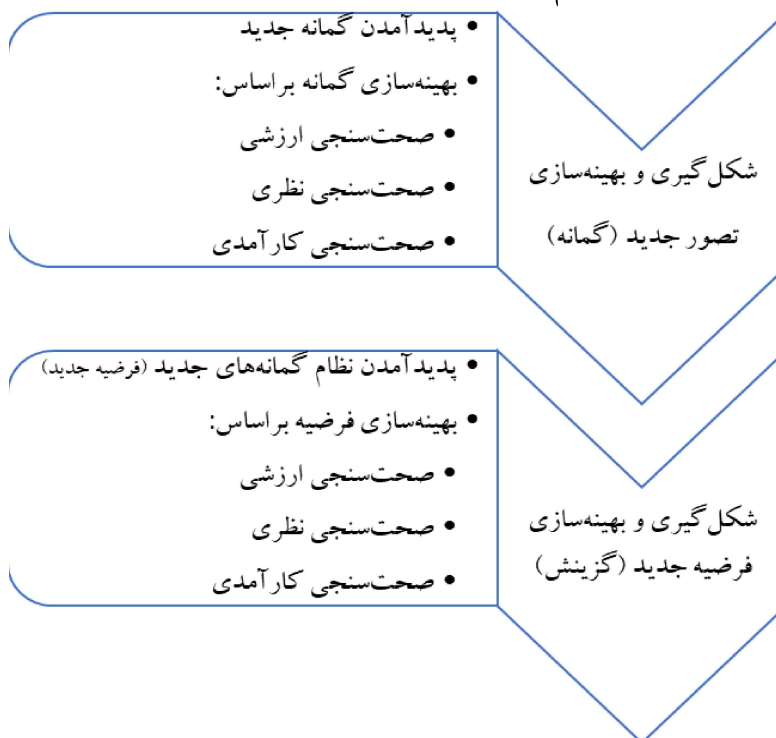 شکل‌گیری و بهینه‌سازی
تصور جدید (گمانه)
• پدیدآمدن گمانه جدید
• بهینه‌سازی گمانه براساس:
• صحت‌سنجی ارزشی
• صحت‌سنجی نظری
• صحت‌سنجی کارآمدی
شکل‌گیری و بهینه‌سازی
فرضیه جدید (گزینش)
• پدیدآمدن نظام گمانه‌های جدید (فرضیه جدید)
• بهینه‌سازی فرضیه براساس:
• صحت‌سنجی ارزشی
• صحت‌سنجی نظری
• صحت‌سنجی کارآمدی